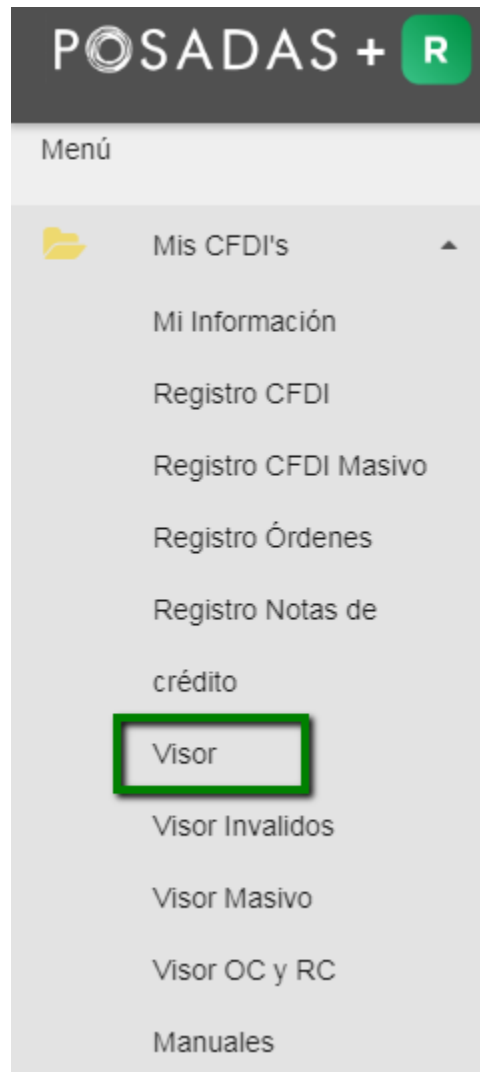 POSADAS + R
Menú
Mis CFDI's
Mi Información
Registro CFDI
Registro CFDI Masivo
Registro Órdenes
Registro Notas de
crédito
Visor
Visor Invalidos
Visor Masivo
Visor OC y RC
Manuales